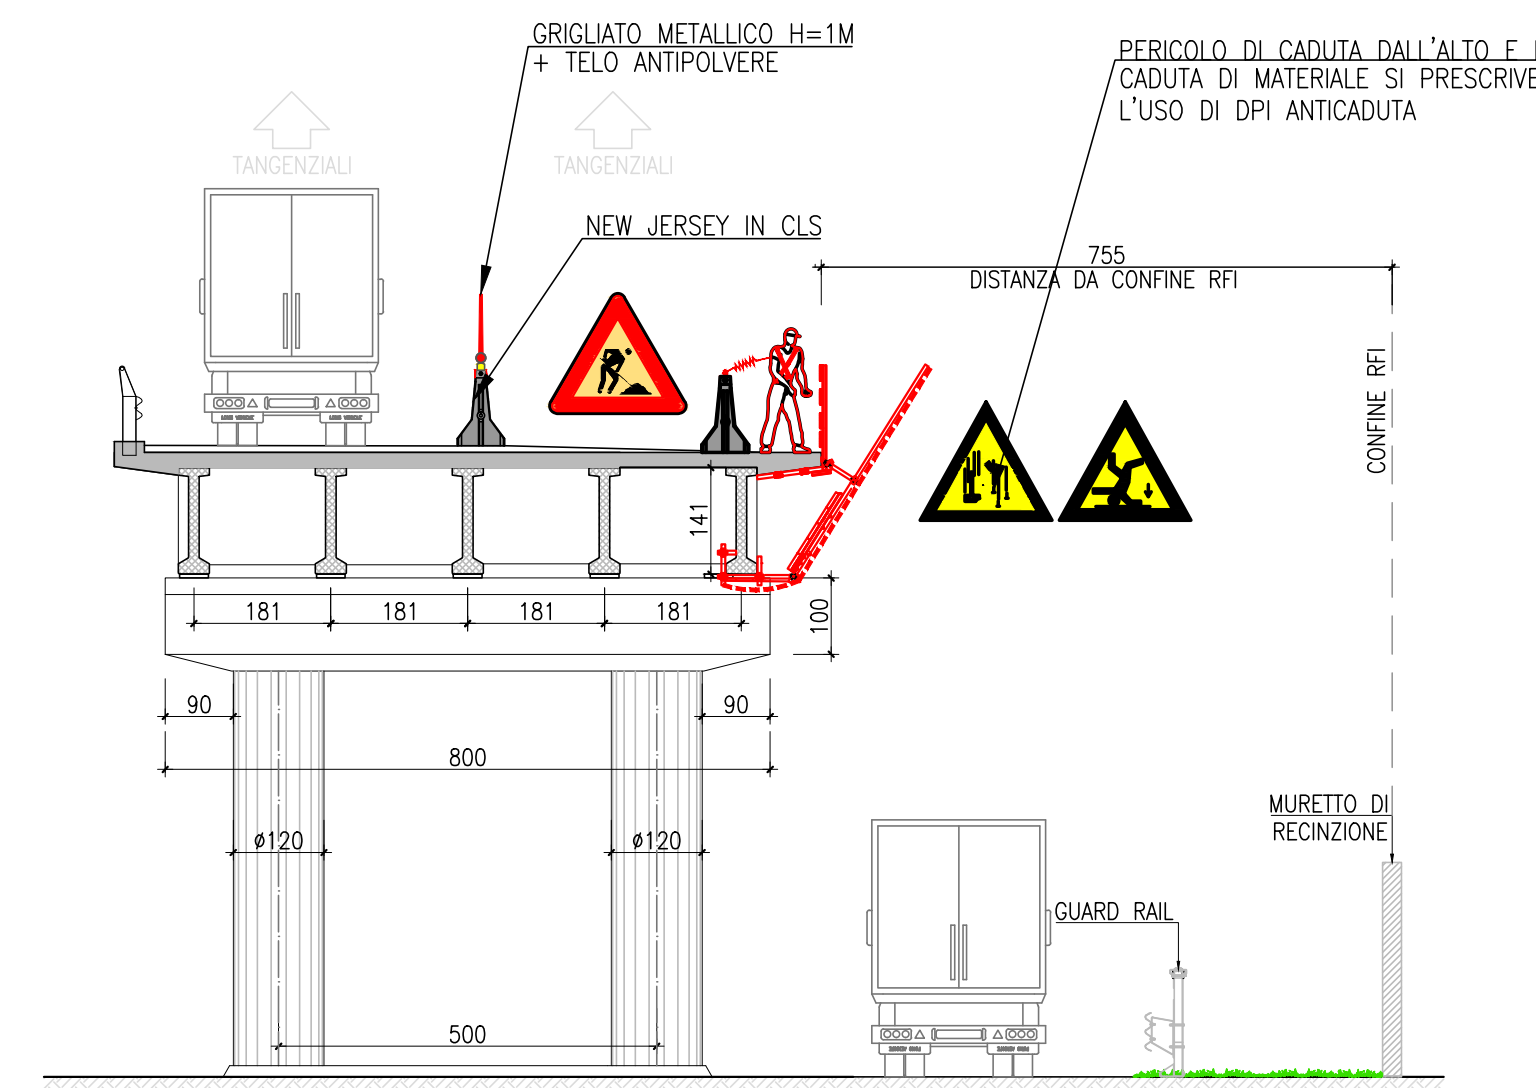 GRIGLIATO METALLICO H=1M
+ TELO ANTIPOLVERE
PERICOLO DI CADUTA DALL'ALTO E
CADUTA DI MATERIALE SI PRESCRIVE
L'USO DI DPI ANTICADUTA
TANGENZIALI
TANGENZIALI
NEW JERSEY IN CLS
755
DISTANZA DA CONFINE RFI
CONFINE RFI
141
181
181
181
181
100
90
90
800
MURETTO DI
RECINZIONE
ø120
ø120
GUARD RAIL
500